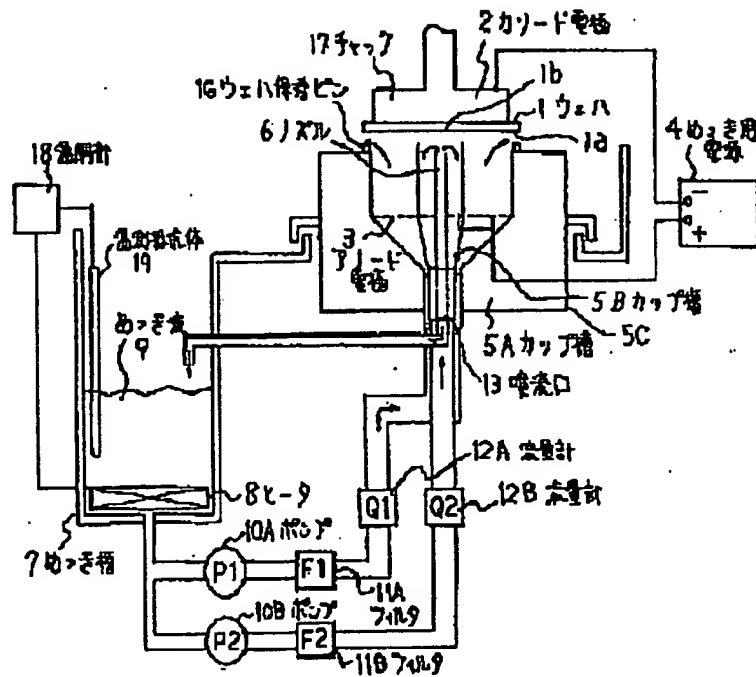 17チャック
2カソード電極
1b
16ウェハ保持ピン
1ウェハ
6ノズル
1a
4めっき用
電源
18温調計
−
+
3
アノード
電極
測温抵抗体
19
めっき液
9
5Bカップ槽
5Aカップ槽
5C
13噴流口
12A流量計
Q1
Q2
12B流量計
8ヒータ
10Aポンプ
7めっき槽
P1
F1
11A
フィルタ
10Bポンプ
P2
F2
11Bフィルタ